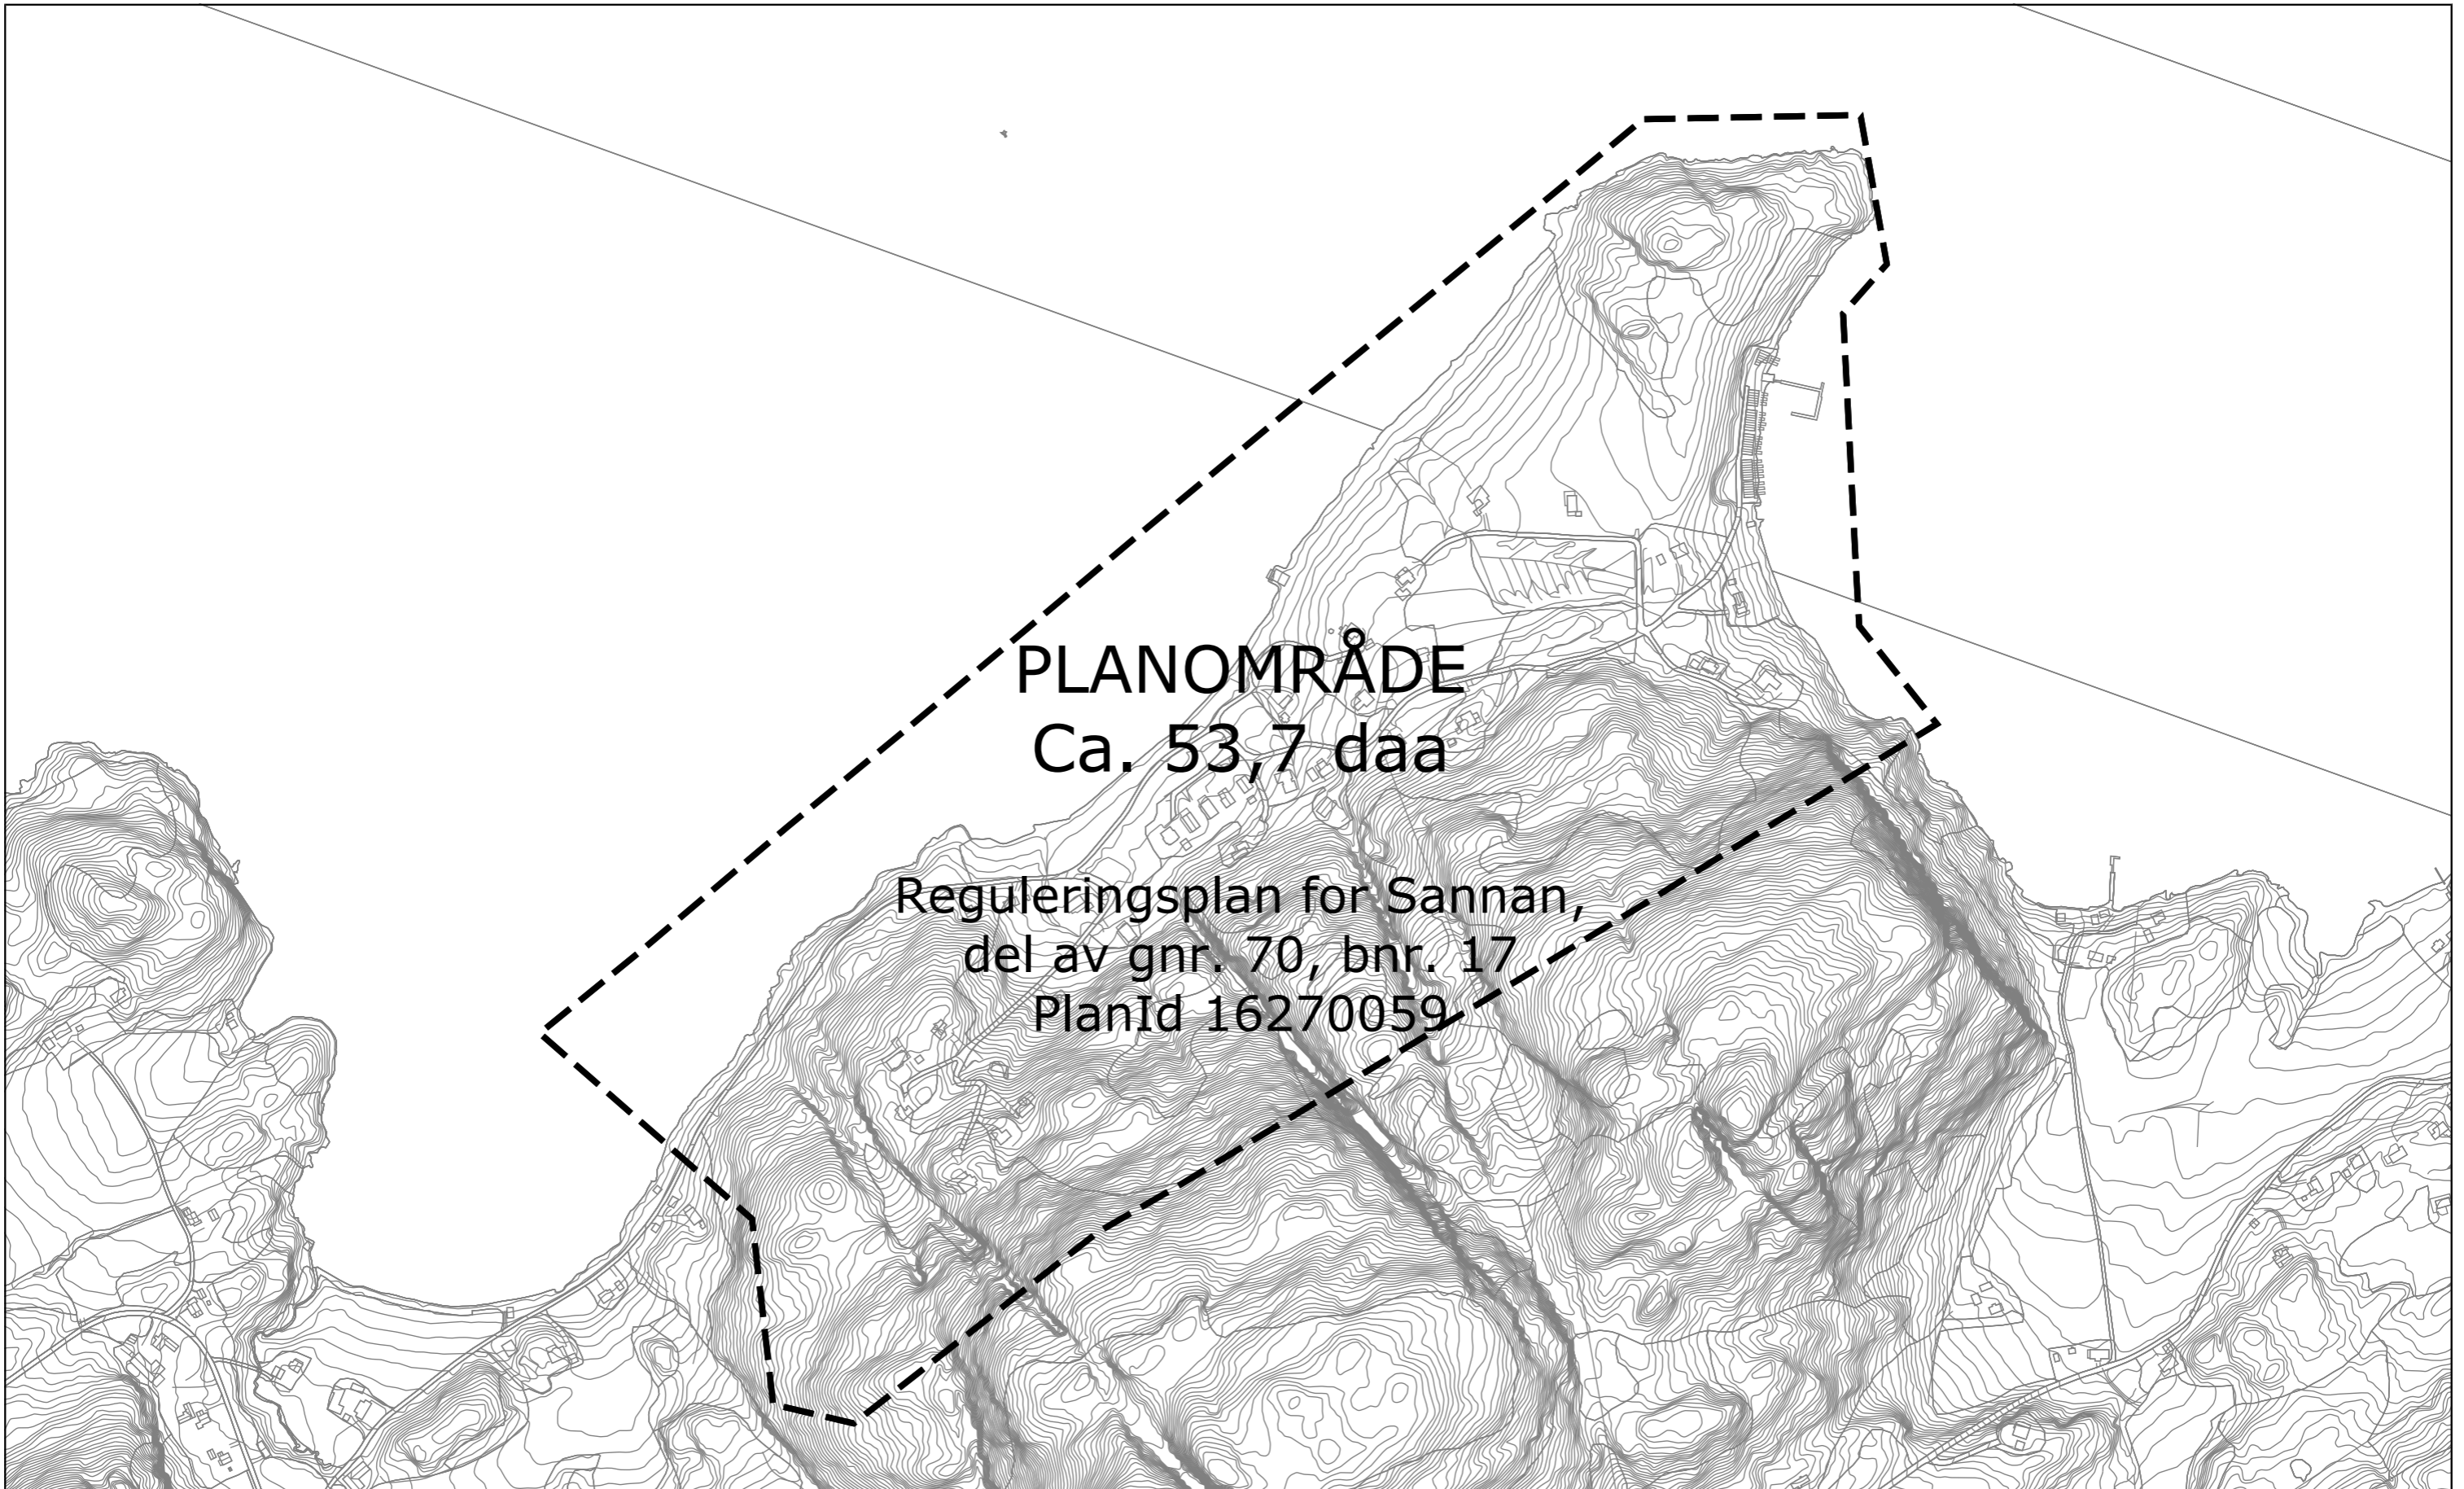 PLANOMRÅDE
Ca. 53,7 daa
Reguleringsplan for Sannan,
del av gnr. 70, bnr. 17
PlanId 16270059